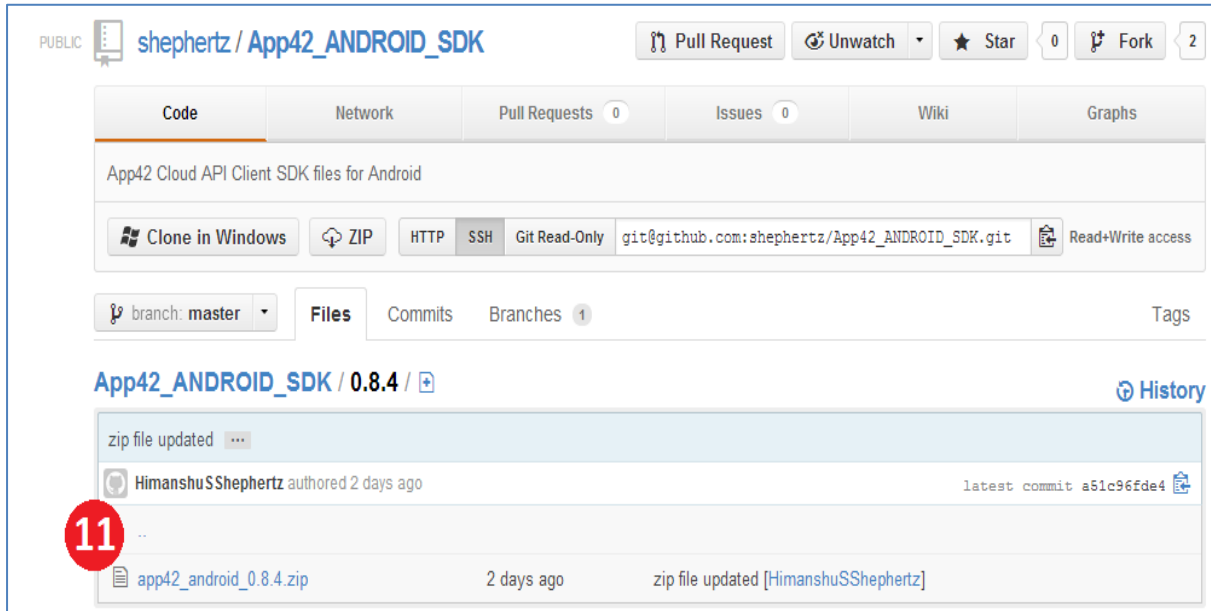 PUBLIC shephertz / App42_ANDROID_SDK Pull Request Unwatch Star 0 Fork 2
Code Network Pull Requests 0 Issues 0 Wiki Graphs
App42 Cloud API Client SDK files for Android
Clone in Windows ZIP HTTP SSH Git Read-Only git@github.com:shephertz/App42_ANDROID_SDK.git Read+Write access
branch: master Files Commits Branches 1 Tags
App42_ANDROID_SDK / 0.8.4 / History
zip file updated ...
HimanshuSShephertz authored 2 days ago latest commit a51c96fde4
11 ..
app42_android_0.8.4.zip 2 days ago zip file updated [HimanshuSShephertz]